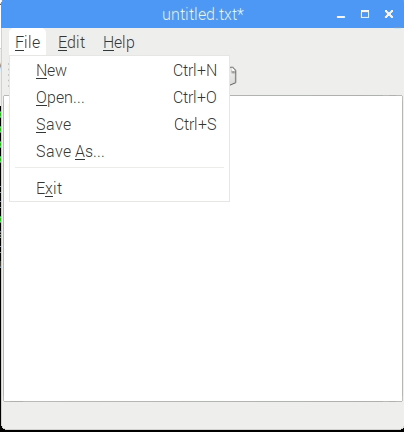 untitled.txt*
File Edit Help
New Ctrl+N
Open... Ctrl+O
Save Ctrl+S
Save As...
Exit